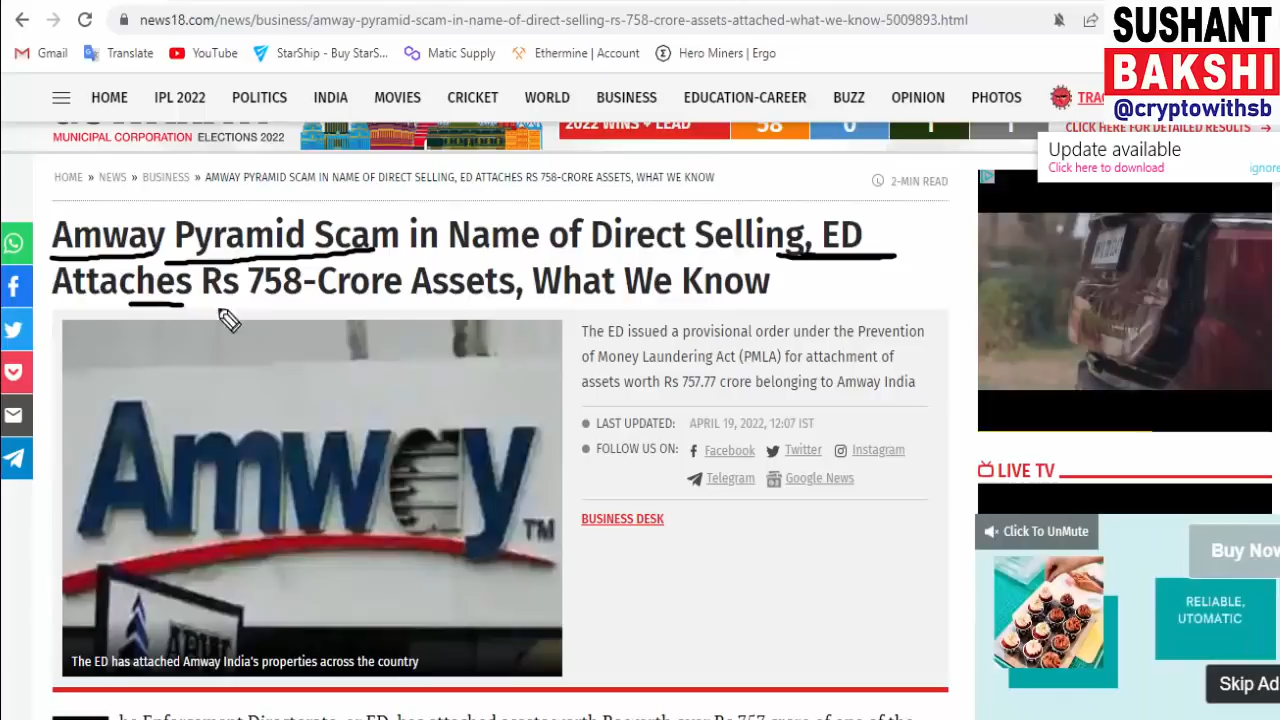 news18.com/news/business/amway-pyramid-scam-in-name-of-direct-selling-rs-758-crore-assets-attached-what-we-know-5009893.html
SUSHANT
BAKSHI
@cryptowithsb
Gmail Translate YouTube StarShip - Buy StarS... Matic Supply Ethermine | Account Hero Miners | Ergo
HOME IPL 2022 POLITICS INDIA MOVIES CRICKET WORLD BUSINESS EDUCATION-CAREER BUZZ OPINION PHOTOS
MUNICIPAL CORPORATION ELECTIONS 2022
2022 WINS + LEAD 58 0 1 1
CLICK HERE FOR DETAILED RESULTS →
Update available
Click here to download ignore
HOME » NEWS » BUSINESS » AMWAY PYRAMID SCAM IN NAME OF DIRECT SELLING, ED ATTACHES RS 758-CRORE ASSETS, WHAT WE KNOW
2-MIN READ
Amway Pyramid Scam in Name of Direct Selling, ED
Attaches Rs 758-Crore Assets, What We Know
The ED issued a provisional order under the Prevention
of Money Laundering Act (PMLA) for attachment of
assets worth Rs 757.77 crore belonging to Amway India
LAST UPDATED: APRIL 19, 2022, 12:07 IST
FOLLOW US ON: Facebook Twitter Instagram
Telegram Google News
BUSINESS DESK
Amway TM
The ED has attached Amway India's properties across the country
LIVE TV
Click To UnMute
Buy Now
RELIABLE,
UTOMATIC
Skip Ad